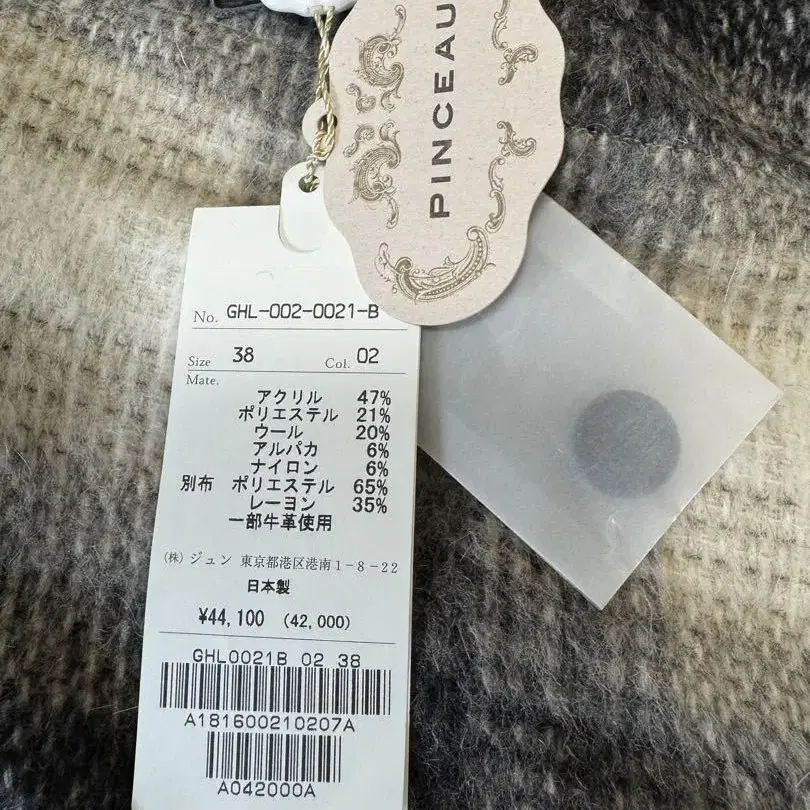 PINCEAU
No. GHL-002-0021-B
Size 38 Col. 02
Mate.
アクリル 47%
ポリエステル 21%
ウール 20%
アルパカ 6%
ナイロン 6%
別布 ポリエステル 65%
レーヨン 35%
一部牛革使用
(株) ジュン 東京都港区港南1-8-22
日本製
¥44,100 (42,000)
GHL0021B 02 38
A181600210207A
A042000A